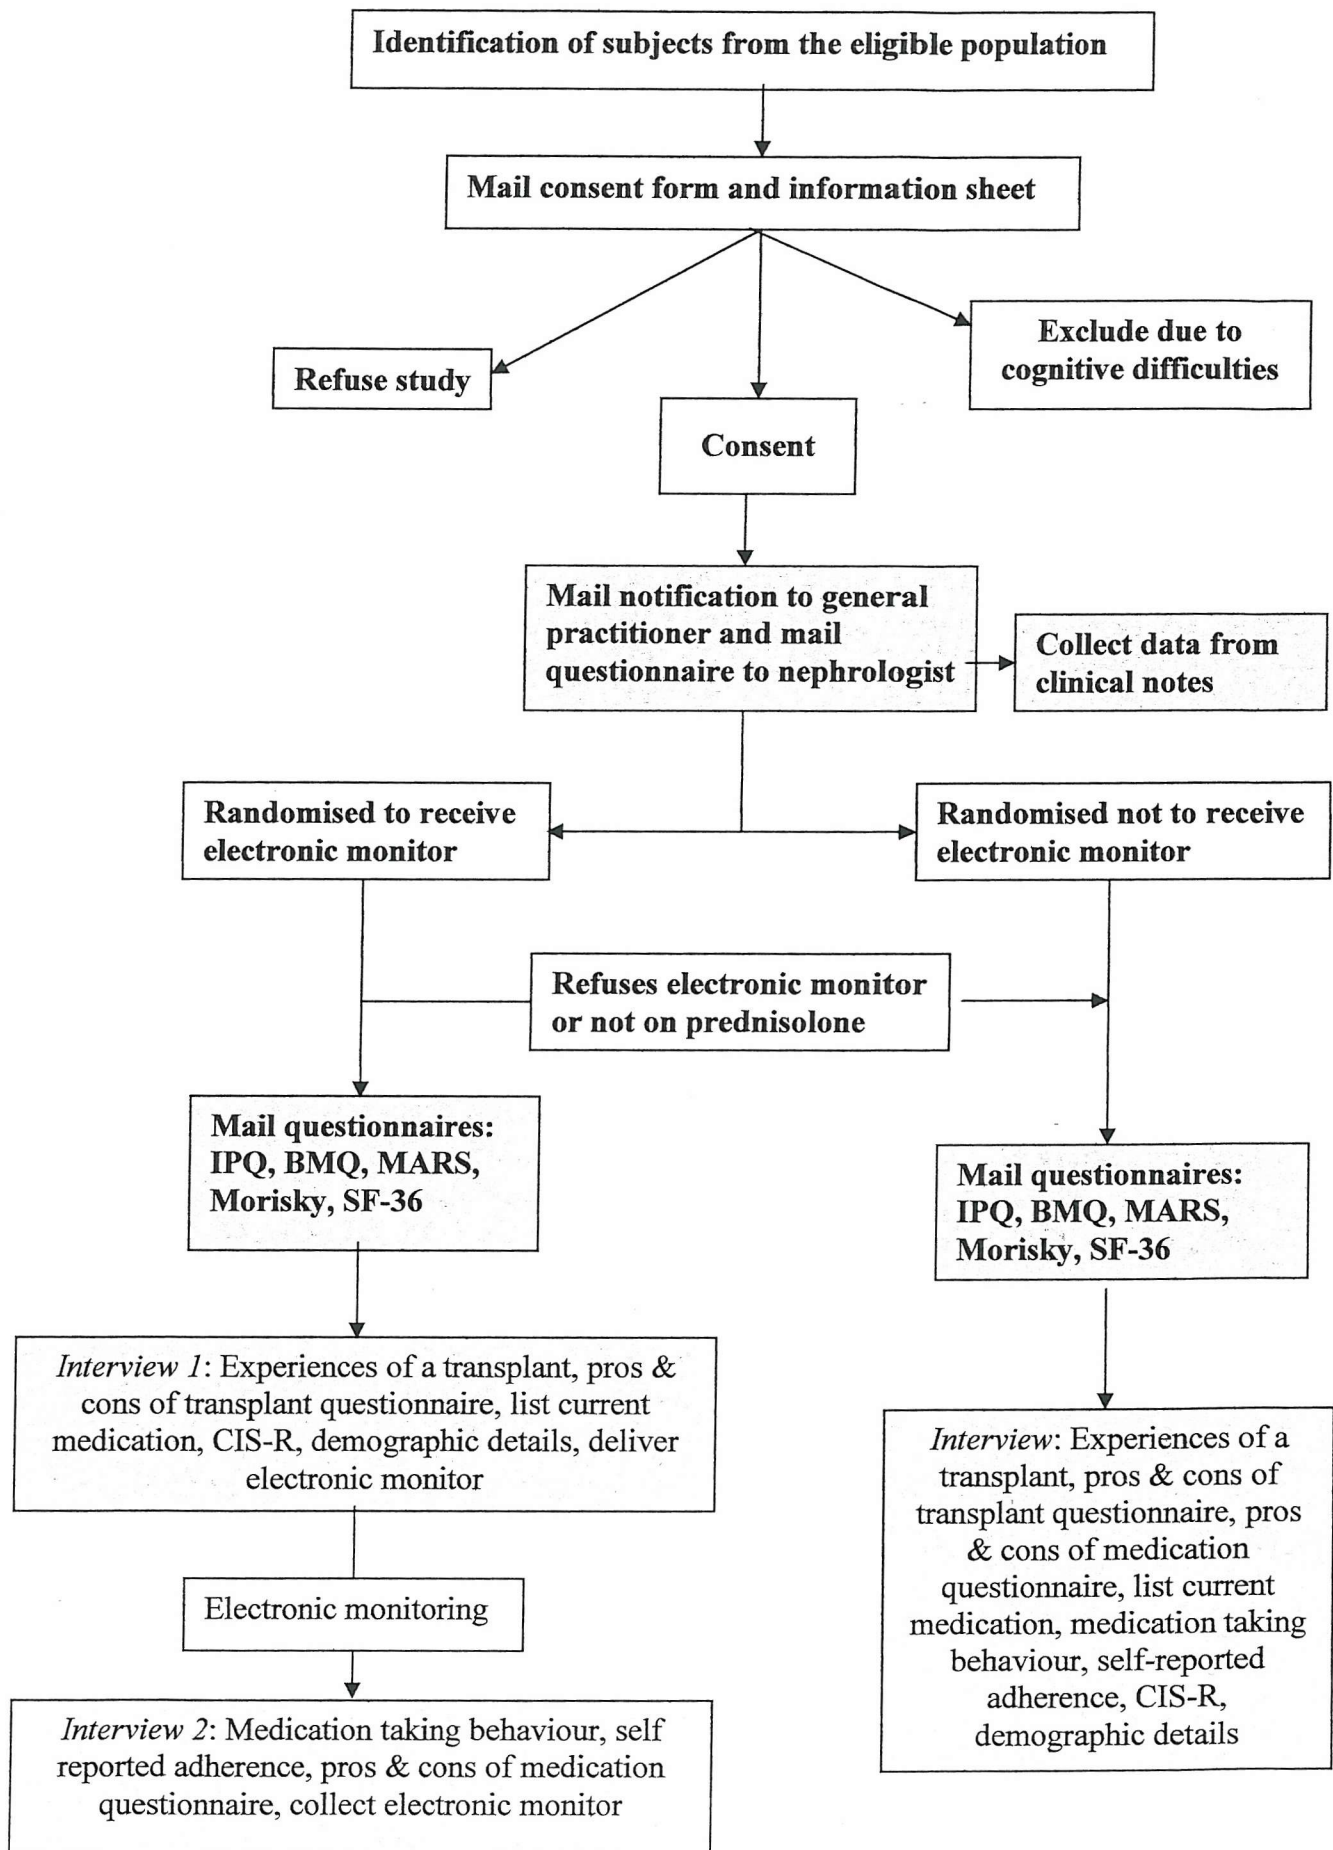 Identification of subjects from the eligible population
Mail consent form and information sheet
Refuse study
Exclude due to
cognitive difficulties
Consent
Mail notification to general
practitioner and mail
questionnaire to nephrologist
Collect data from
clinical notes
Randomised to receive
electronic monitor
Randomised not to receive
electronic monitor
Refuses electronic monitor
or not on prednisolone
Mail questionnaires:
IPQ, BMQ, MARS,
Morisky, SF-36
Mail questionnaires:
IPQ, BMQ, MARS,
Morisky, SF-36
Interview 1: Experiences of a transplant, pros &
cons of transplant questionnaire, list current
medication, CIS-R, demographic details, deliver
electronic monitor
Interview: Experiences of a
transplant, pros & cons of
transplant questionnaire, pros
& cons of medication
questionnaire, list current
medication, medication taking
behaviour, self-reported
adherence, CIS-R,
demographic details
Electronic monitoring
Interview 2: Medication taking behaviour, self
reported adherence, pros & cons of medication
questionnaire, collect electronic monitor